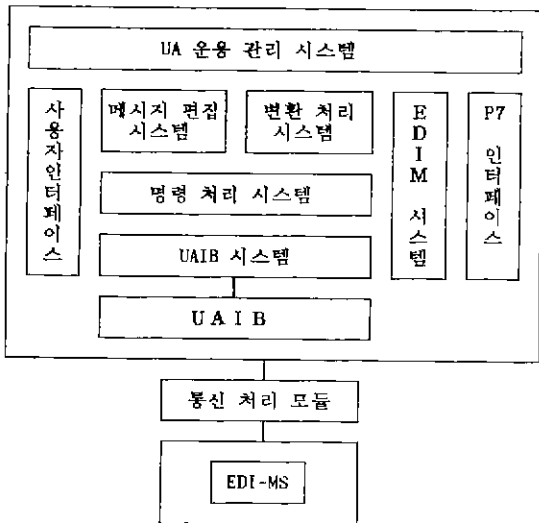 UA 운용 관리 시스템
사용자인터페이스
메시지 편집
시스템
변환 처리
시스템
EDIM 시스템
P7
인터페이스
명령 처리 시스템
UAIB 시스템
UAIB
통신 처리 모듈
EDI-MS